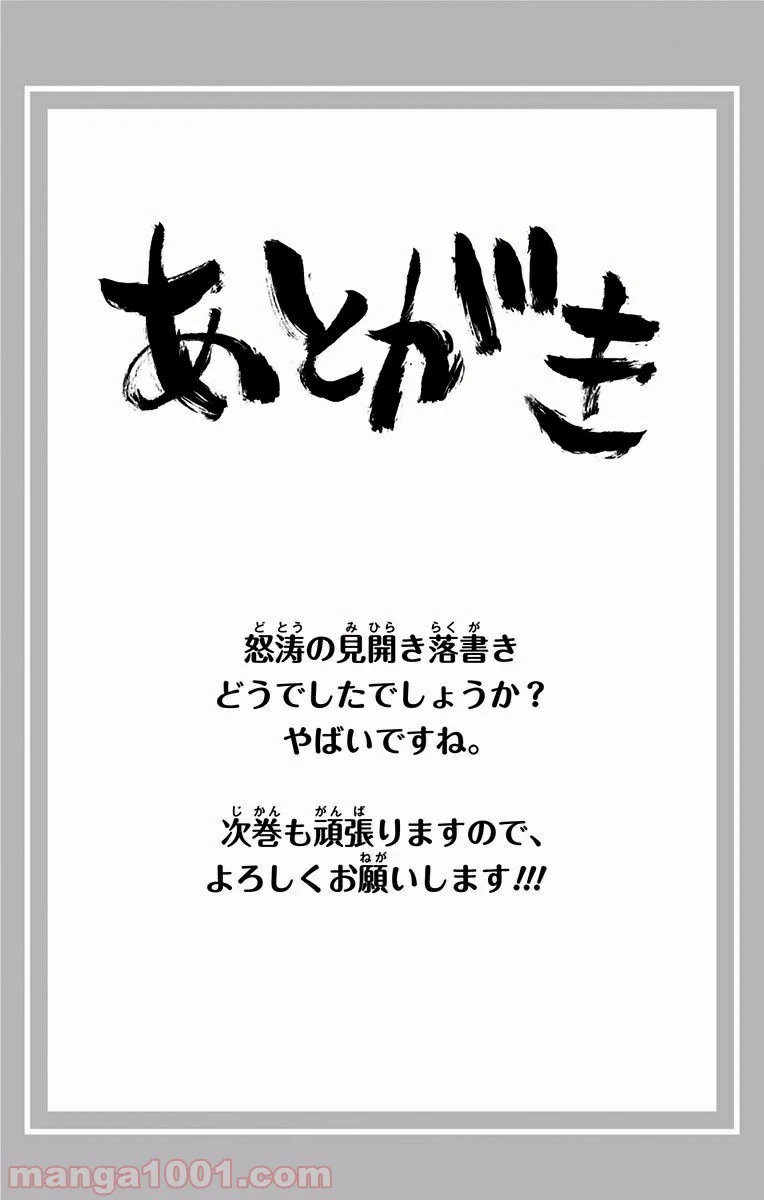 あとがき
怒涛の見開き落書き
どうでしたでしょうか？
やばいですね。
次巻も頑張りますので、
よろしくお願いします!!!
manga1001.com